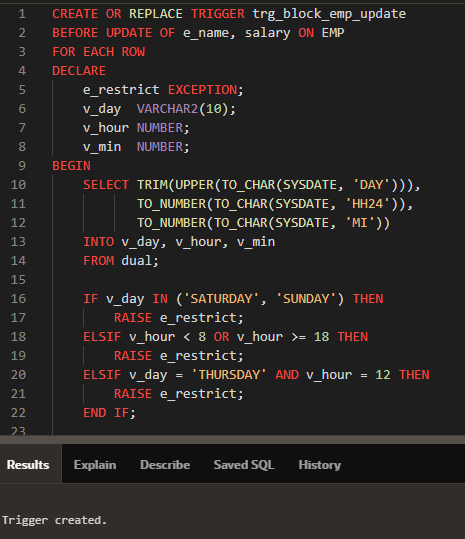 1 CREATE OR REPLACE TRIGGER trg_block_emp_update
2 BEFORE UPDATE OF e_name, salary ON EMP
3 FOR EACH ROW
4 DECLARE
5     e_restrict EXCEPTION;
6     v_day  VARCHAR2(10);
7     v_hour NUMBER;
8     v_min  NUMBER;
9 BEGIN
10     SELECT TRIM(UPPER(TO_CHAR(SYSDATE, 'DAY'))),
11            TO_NUMBER(TO_CHAR(SYSDATE, 'HH24')),
12            TO_NUMBER(TO_CHAR(SYSDATE, 'MI'))
13     INTO v_day, v_hour, v_min
14     FROM dual;
15
16     IF v_day IN ('SATURDAY', 'SUNDAY') THEN
17         RAISE e_restrict;
18     ELSIF v_hour < 8 OR v_hour >= 18 THEN
19         RAISE e_restrict;
20     ELSIF v_day = 'THURSDAY' AND v_hour = 12 THEN
21         RAISE e_restrict;
22     END IF;
23
Results Explain Describe Saved SQL History
Trigger created.